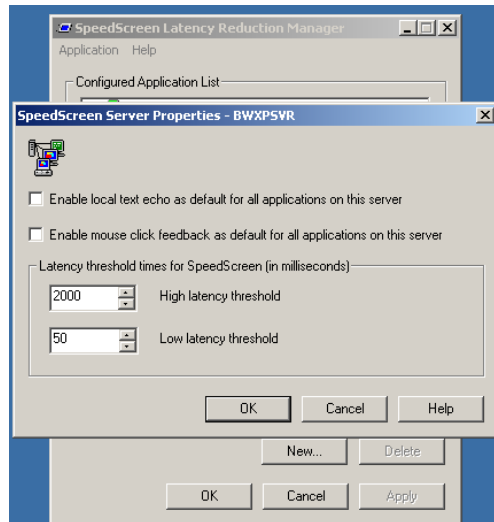 SpeedScreen Latency Reduction Manager
Application Help
Configured Application List
SpeedScreen Server Properties - BWXPSVR
Enable local text echo as default for all applications on this server
Enable mouse click feedback as default for all applications on this server
Latency threshold times for SpeedScreen (in milliseconds)
2000 High latency threshold
50 Low latency threshold
OK Cancel Help
New... Delete
OK Cancel Apply